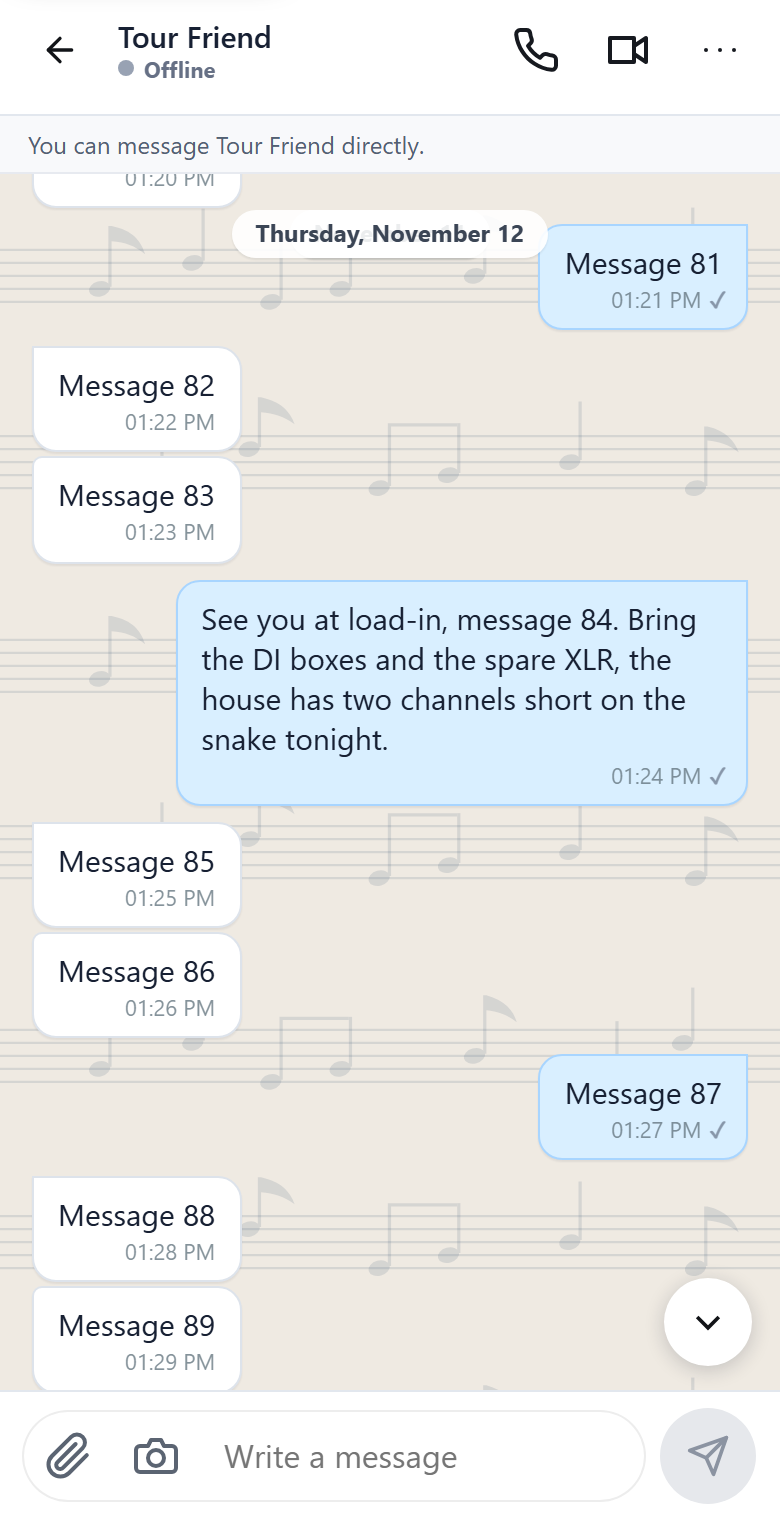 Tour Friend
Offline
You can message Tour Friend directly.
01:20 PM
Thursday, November 12
Message 81
01:21 PM ✓
Message 82
01:22 PM
Message 83
01:23 PM
See you at load-in, message 84. Bring
the DI boxes and the spare XLR, the
house has two channels short on the
snake tonight.
01:24 PM ✓
Message 85
01:25 PM
Message 86
01:26 PM
Message 87
01:27 PM ✓
Message 88
01:28 PM
Message 89
01:29 PM
Write a message